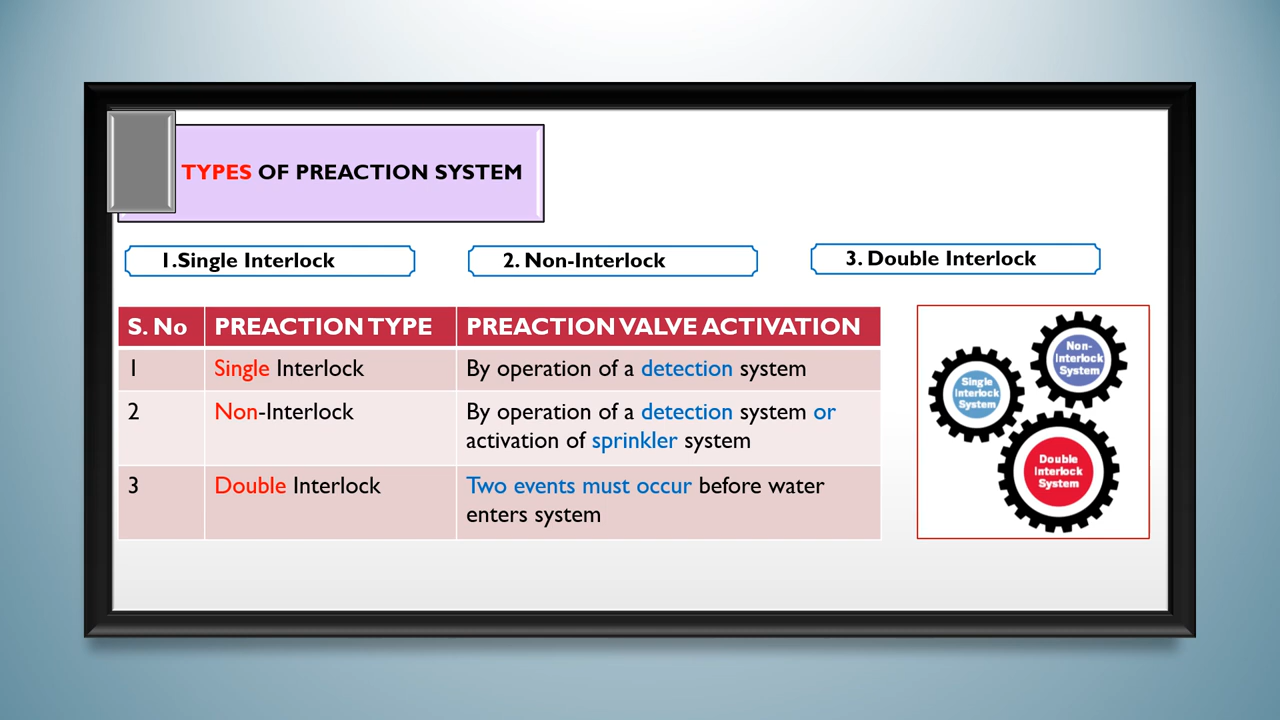 TYPES OF PREACTION SYSTEM
1.Single Interlock
2. Non-Interlock
3. Double Interlock
S. No PREACTION TYPE PREACTION VALVE ACTIVATION
1 Single Interlock By operation of a detection system
2 Non-Interlock By operation of a detection system or
activation of sprinkler system
3 Double Interlock Two events must occur before water
enters system
Non-
Interlock
System
Single
Interlock
System
Double
Interlock
System